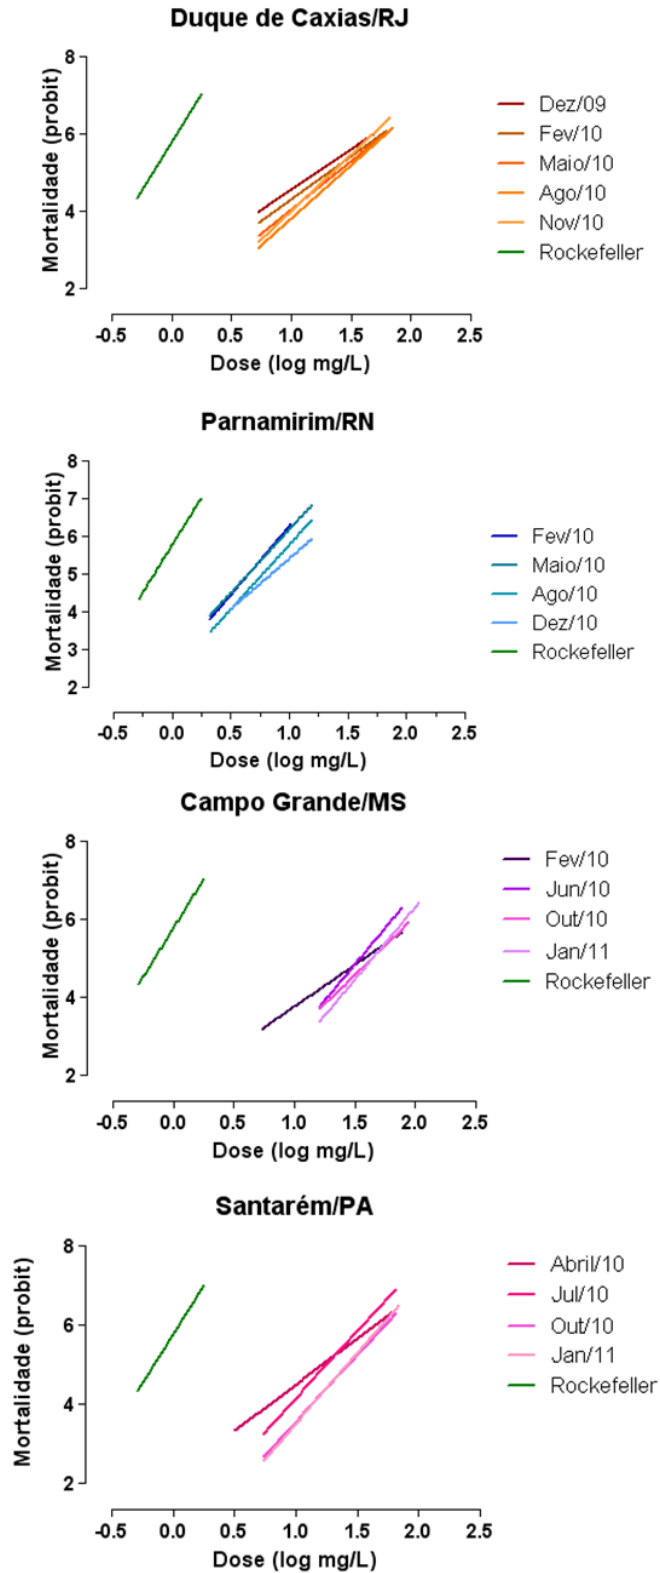 Duque de Caxias/RJ
Mortalidade (probit)
8
6
4
2
-0.5 0.0 0.5 1.0 1.5 2.0 2.5
Dose (log mg/L)
Dez/09
Fev/10
Maio/10
Ago/10
Nov/10
Rockefeller
Parnamirim/RN
Mortalidade (probit)
8
7
6
5
4
3
2
-0.5 0.0 0.5 1.0 1.5 2.0 2.5
Dose (log mg/L)
Fev/10
Maio/10
Ago/10
Dez/10
Rockefeller
Campo Grande/MS
Mortalidade (probit)
8
6
4
2
-0.5 0.0 0.5 1.0 1.5 2.0 2.5
Dose (log mg/L)
Fev/10
Jun/10
Out/10
Jan/11
Rockefeller
Santarém/PA
Mortalidade (probit)
8
6
4
2
-0.5 0.0 0.5 1.0 1.5 2.0 2.5
Dose (log mg/L)
Abril/10
Jul/10
Out/10
Jan/11
Rockefeller